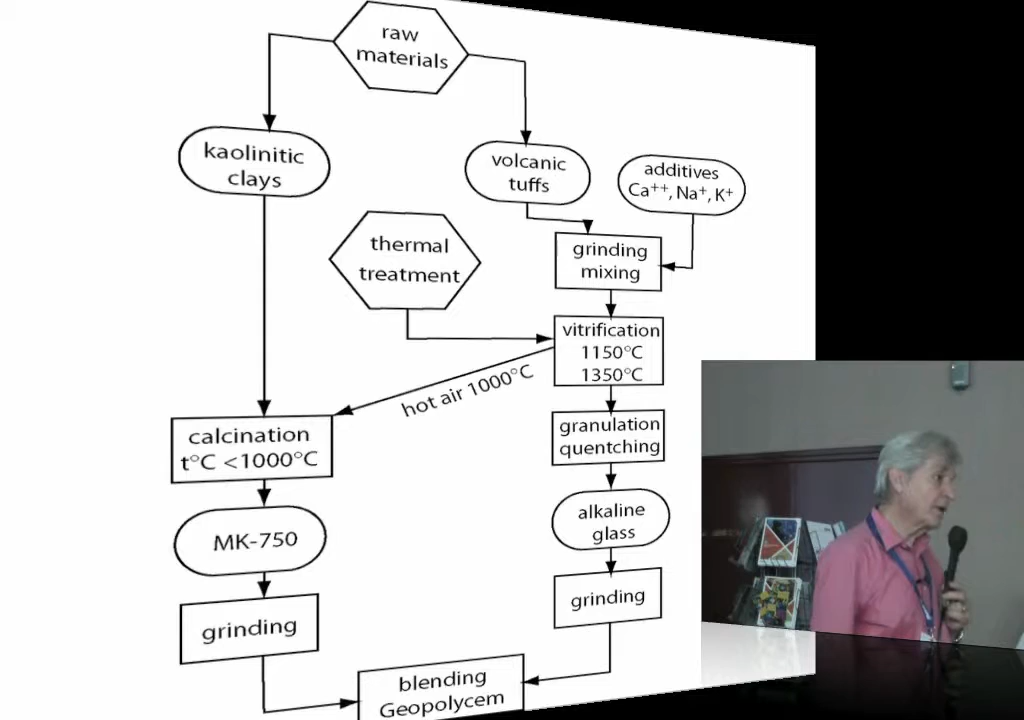 raw
materials
kaolinitic
clays
volcanic
tuffs
additives
Ca⁺⁺, Na⁺, K⁺
thermal
treatment
grinding
mixing
vitrification
1150°C
1350°C
hot air 1000°C
calcination
t°C <1000°C
granulation
quentching
MK-750
alkaline
glass
grinding
grinding
blending
Geopolycem